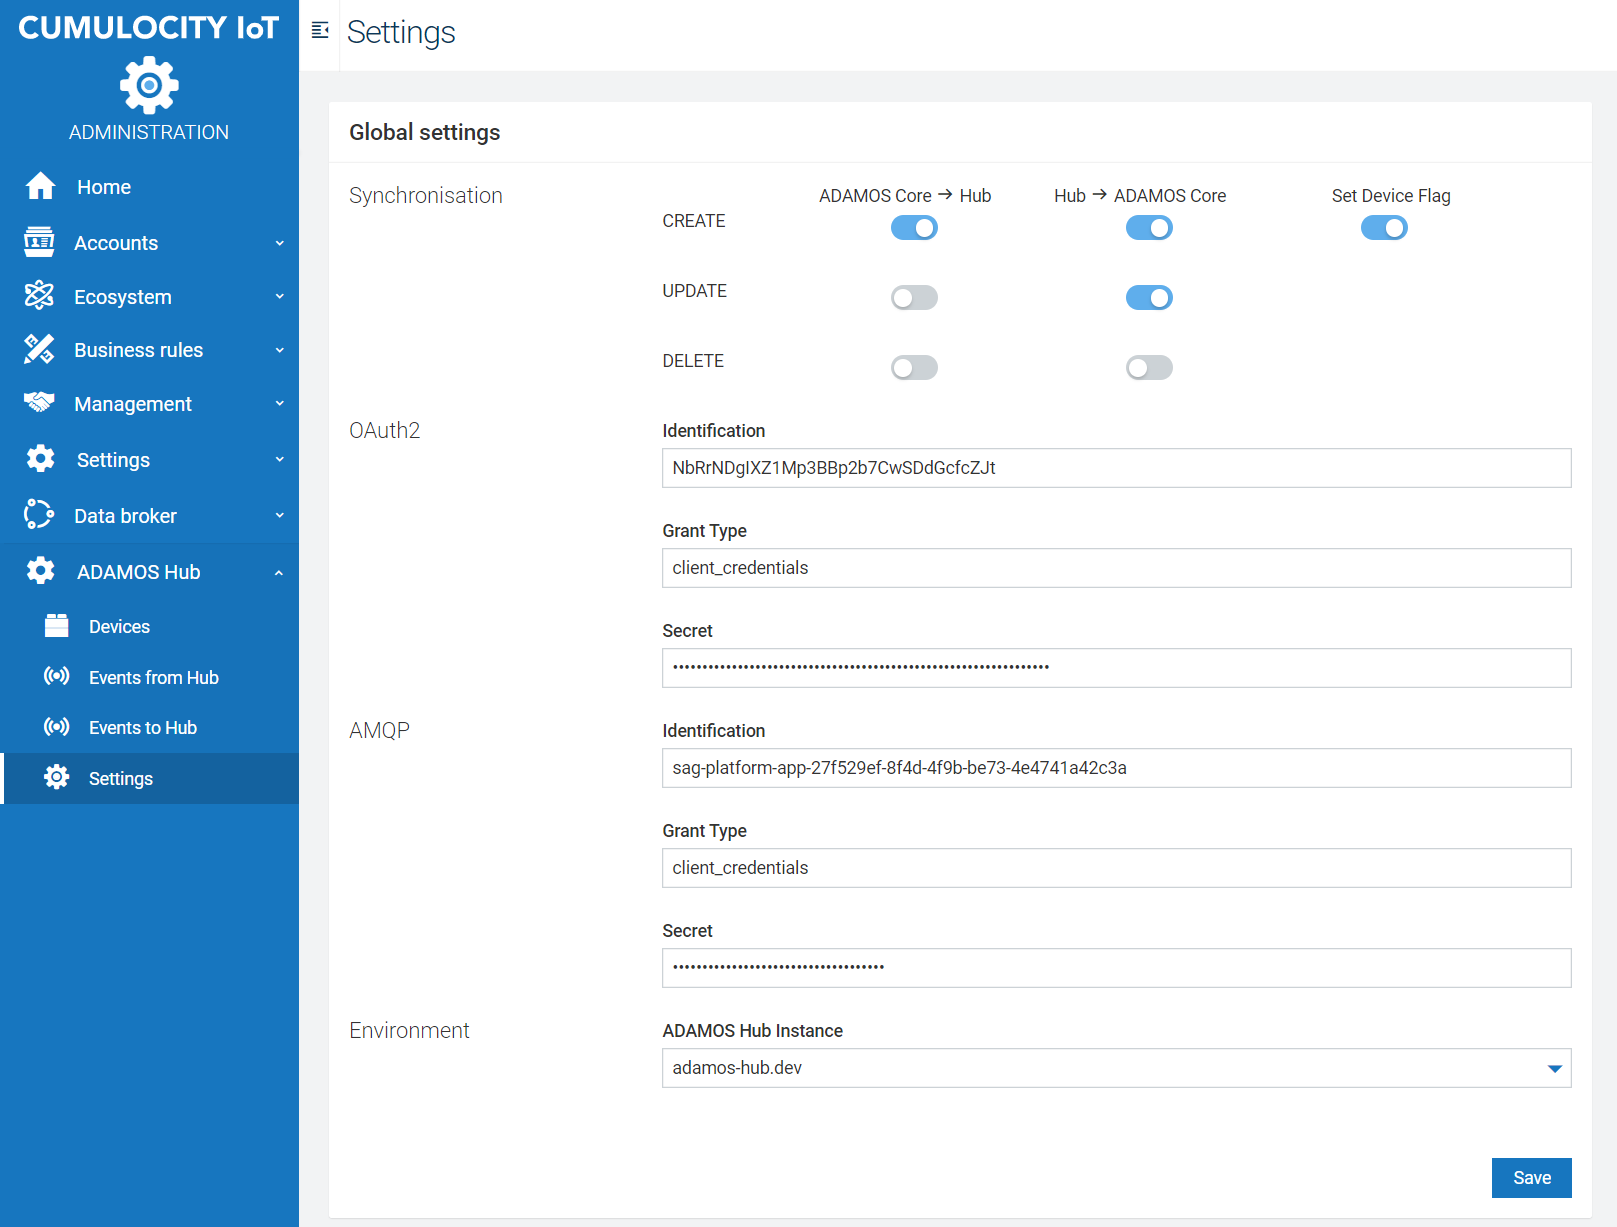 CUMULOCITY IoT
ADMINISTRATION
Home
Accounts
Ecosystem
Business rules
Management
Settings
Data broker
ADAMOS Hub
Devices
Events from Hub
Events to Hub
Settings
Settings
Global settings
Synchronisation
ADAMOS Core → Hub
Hub → ADAMOS Core
Set Device Flag
CREATE
UPDATE
DELETE
OAuth2
Identification
NbRrNDgIXZ1Mp3BBp2b7CwSDdGcfcZJt
Grant Type
client_credentials
Secret
AMQP
Identification
sag-platform-app-27f529ef-8f4d-4f9b-be73-4e4741a42c3a
Grant Type
client_credentials
Secret
Environment
ADAMOS Hub Instance
adamos-hub.dev
Save